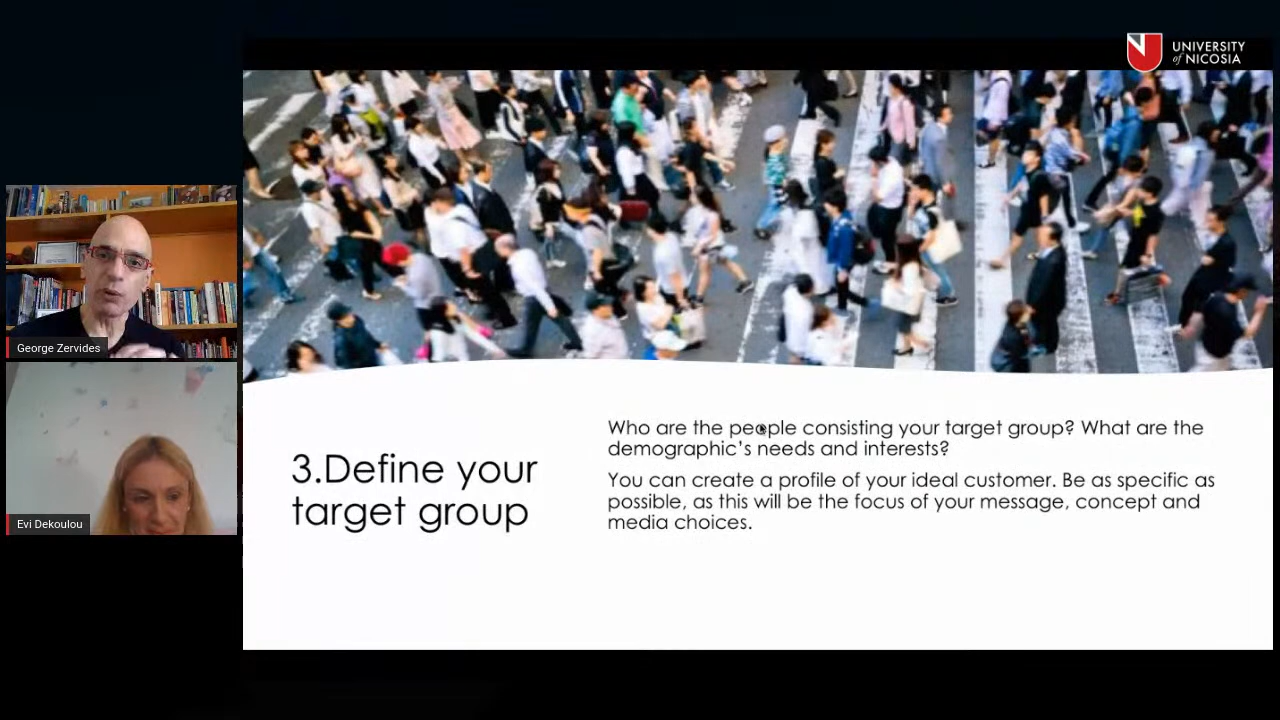 UNIVERSITY
of NICOSIA
George Zervides
Evi Dekoulou
3.Define your
target group
Who are the people consisting your target group? What are the
demographic’s needs and interests?
You can create a profile of your ideal customer. Be as specific as
possible, as this will be the focus of your message, concept and
media choices.